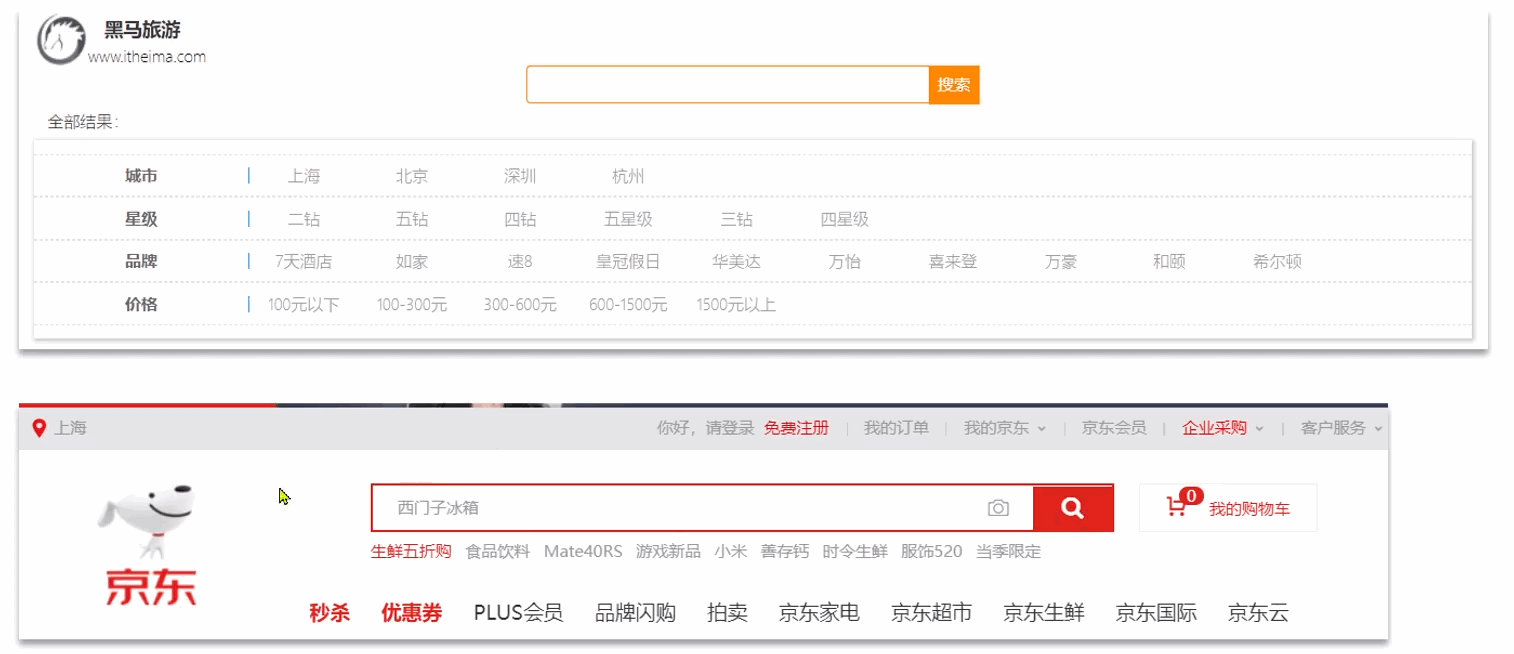 黑马旅游
www.itheima.com
搜索
全部结果：
城市 | 上海 北京 深圳 杭州
星级 | 二钻 五钻 四钻 五星级 三钻 四星级
品牌 | 7天酒店 如家 速8 皇冠假日 华美达 万怡 喜来登 万豪 和颐 希尔顿
价格 | 100元以下 100-300元 300-600元 600-1500元 1500元以上
上海 你好，请登录 免费注册 | 我的订单 | 我的京东 | 京东会员 | 企业采购 | 客户服务
西门子冰箱 0 我的购物车
生鲜五折购 食品饮料 Mate40RS 游戏新品 小米 善存钙 时令生鲜 服饰520 当季限定
京东
秒杀 优惠券 PLUS会员 品牌闪购 拍卖 京东家电 京东超市 京东生鲜 京东国际 京东云